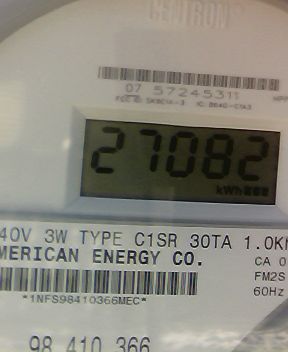 CENTRON
07 57245311
27082
kWh
40V 3W TYPE C1SR 30TA 1.0K
MERICAN ENERGY CO.
CA 0
FM2S
60Hz
*1NFS98410366MEC*
98 410 366